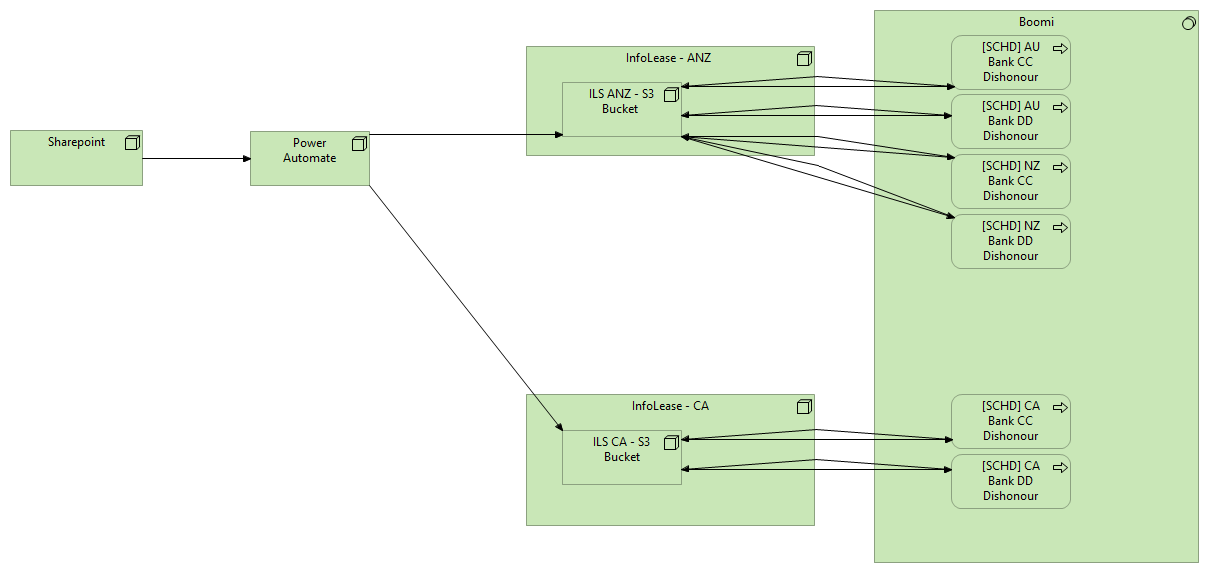 Boomi
InfoLease - ANZ
[SCHD] AU
Bank CC
Dishonour
ILS ANZ - S3
Bucket
[SCHD] AU
Bank DD
Dishonour
Sharepoint
Power
Automate
[SCHD] NZ
Bank CC
Dishonour
[SCHD] NZ
Bank DD
Dishonour
InfoLease - CA
[SCHD] CA
Bank CC
Dishonour
ILS CA - S3
Bucket
[SCHD] CA
Bank DD
Dishonour